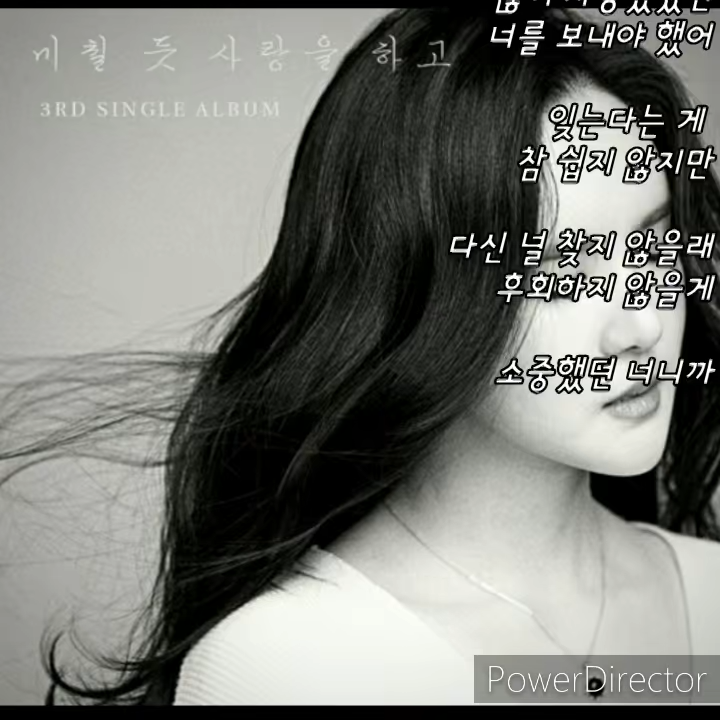 미칠 듯 사랑을 하고
3RD SINGLE ALBUM
너를 보내야 했어
잊는다는 게
참 쉽지 않지만
다신 널 찾지 않을래
후회하지 않을게
소중했던 너니까
PowerDirector